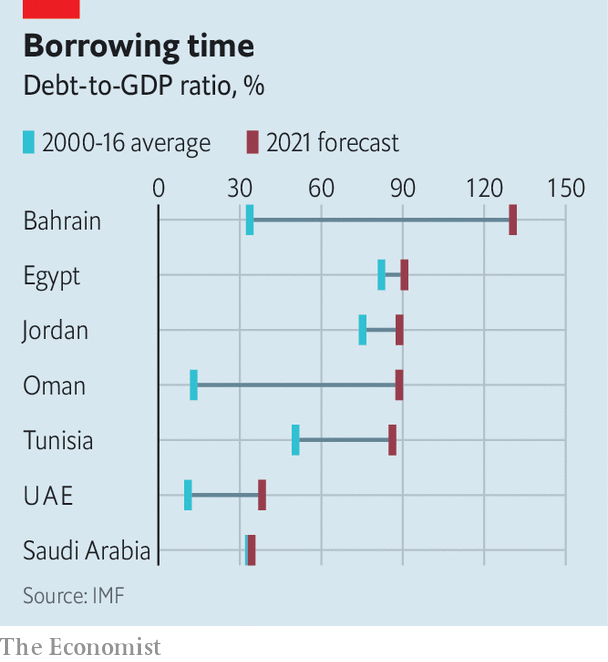 Borrowing time
Debt-to-GDP ratio, %
2000-16 average 2021 forecast
0 30 60 90 120 150
Bahrain
Egypt
Jordan
Oman
Tunisia
UAE
Saudi Arabia
Source: IMF
The Economist